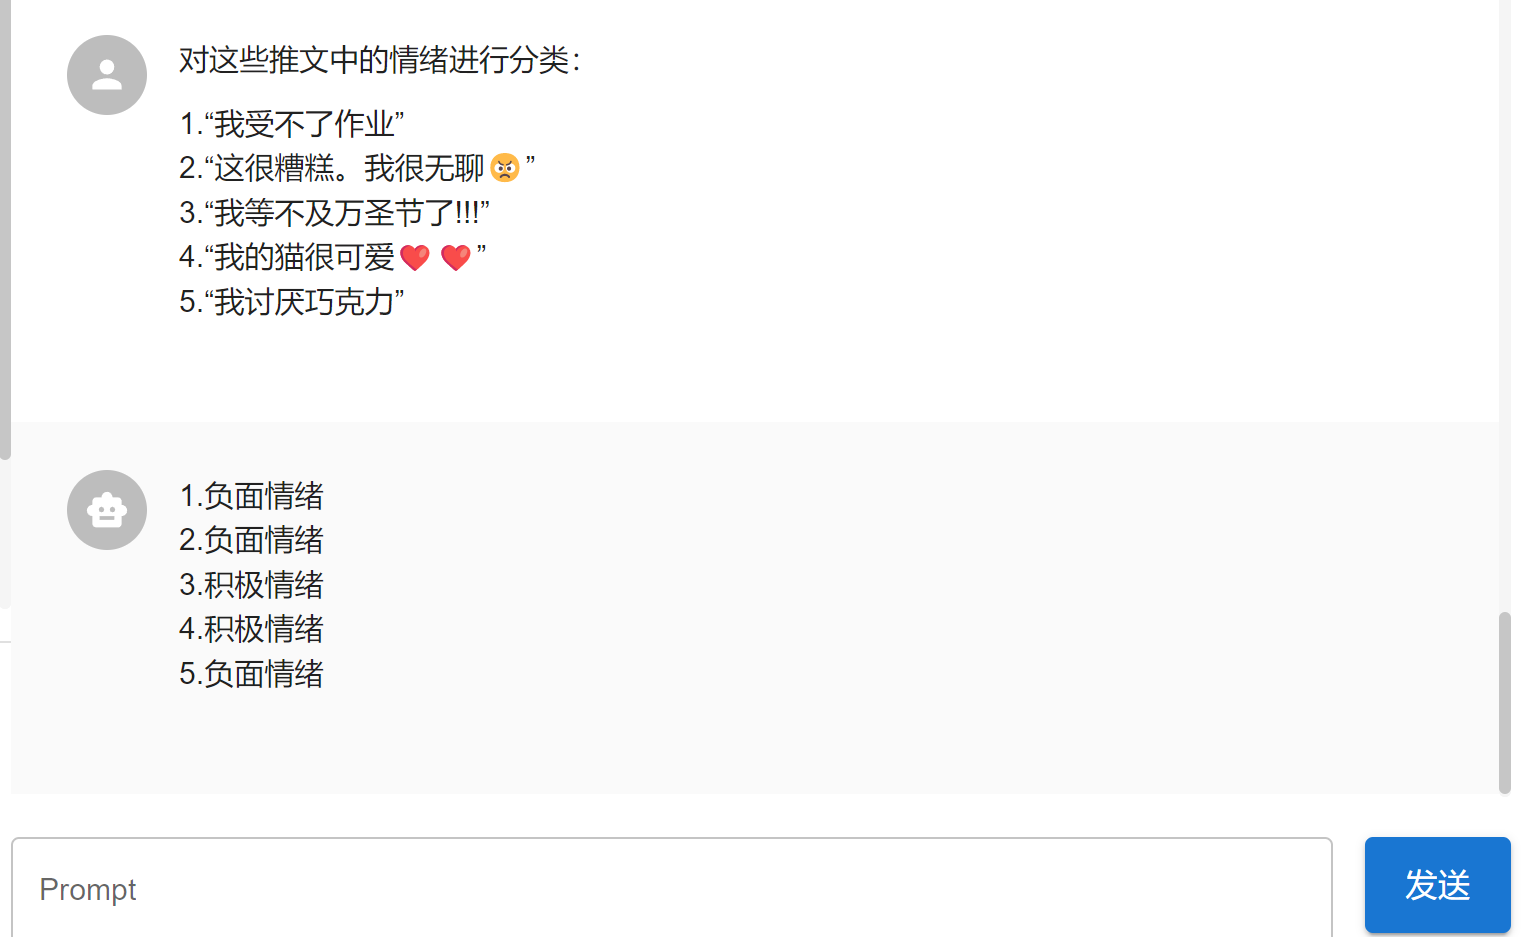 对这些推文中的情绪进行分类：
1.“我受不了作业”
2.“这很糟糕。我很无聊😠”
3.“我等不及万圣节了!!!”
4.“我的猫很可爱❤️ ❤️”
5.“我讨厌巧克力”
1.负面情绪
2.负面情绪
3.积极情绪
4.积极情绪
5.负面情绪
Prompt
发送